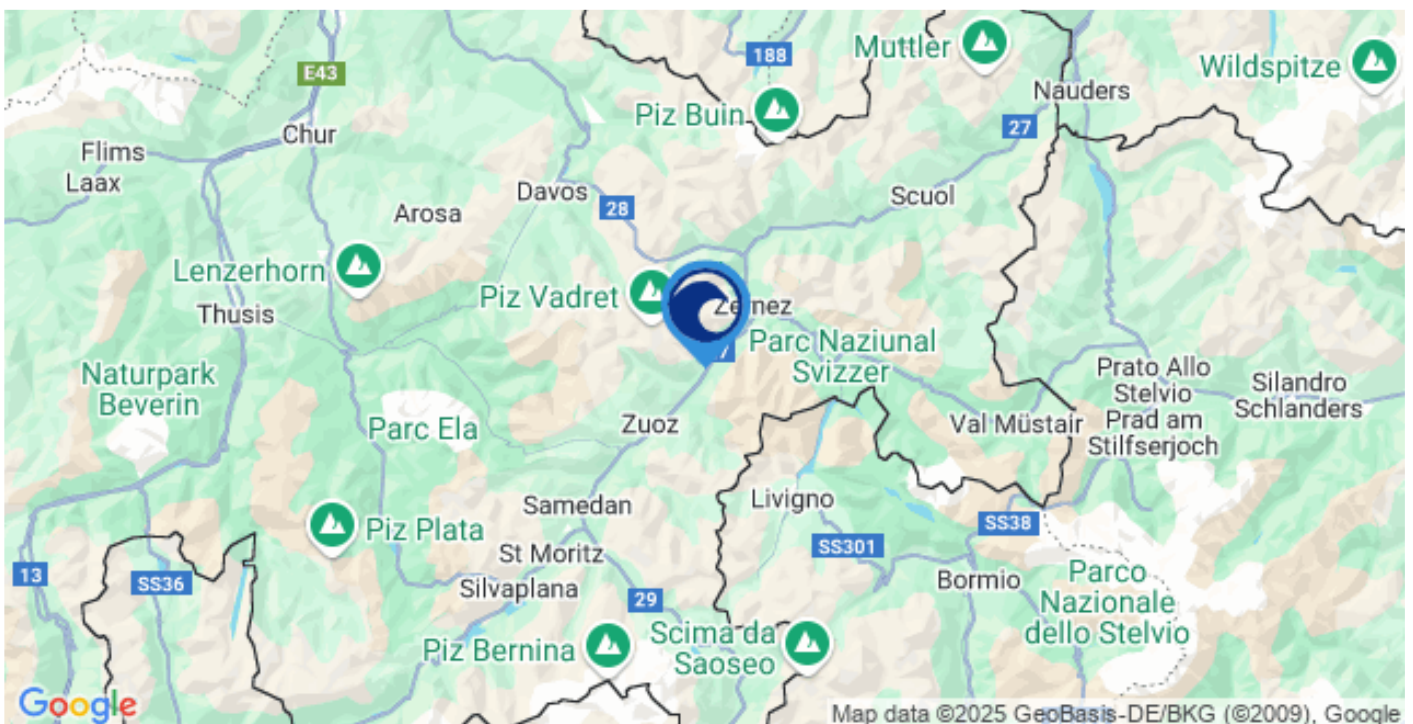 188
Muttler
Wildspitze
E43
Nauders
Piz Buin
27
Chur
Flims
Laax
Davos
Scuol
28
Arosa
Lenzerhorn
Piz Vadret
Zernez
Thusis
Parc Naziunal
Svizzer
7
Prato Allo
Stelvio
Prad am
Stilfserjoch
Silandro
Schlanders
Naturpark
Beverin
Parc Ela
Zuoz
Val Müstair
Samedan
Livigno
Piz Plata
SS38
St Moritz
SS301
13
SS36
Silvaplana
Bormio
29
Parco
Nazionale
dello Stelvio
Piz Bernina
Scima da
Saoseo
Google
Map data ©2025 GeoBasis-DE/BKG (©2009), Google